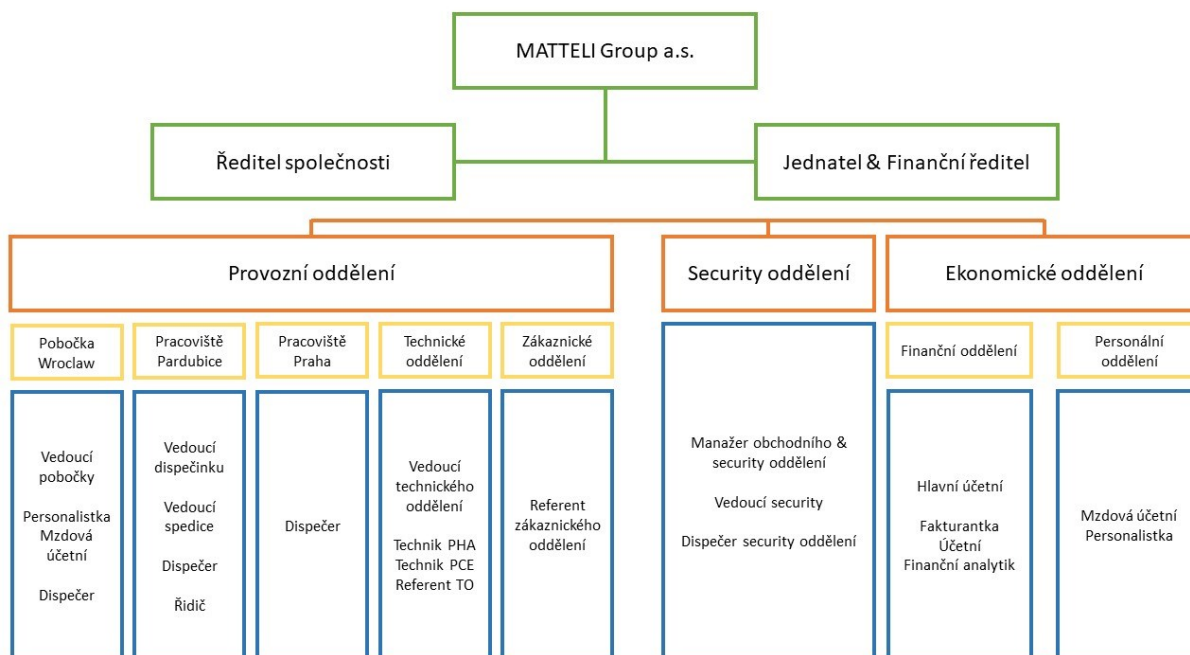 MATTELI Group a.s.
Ředitel společnosti
Jednatel & Finanční ředitel
Provozní oddělení
Security oddělení
Ekonomické oddělení
Pobočka
Wroclaw
Pracoviště
Pardubice
Pracoviště
Praha
Technické
oddělení
Zákaznické
oddělení
Finanční oddělení
Personální
oddělení
Vedoucí
pobočky
Personalistka
Mzdová
účetní
Dispečer
Vedoucí
dispečinku
Vedoucí
spedice
Dispečer
Řidič
Dispečer
Vedoucí
technického
oddělení
Technik PHA
Technik PCE
Referent TO
Referent
zákaznického
oddělení
Manažer obchodního &
security oddělení
Vedoucí security
Dispečer security oddělení
Hlavní účetní
Fakturantka
Účetní
Finanční analytik
Mzdová účetní
Personalistka